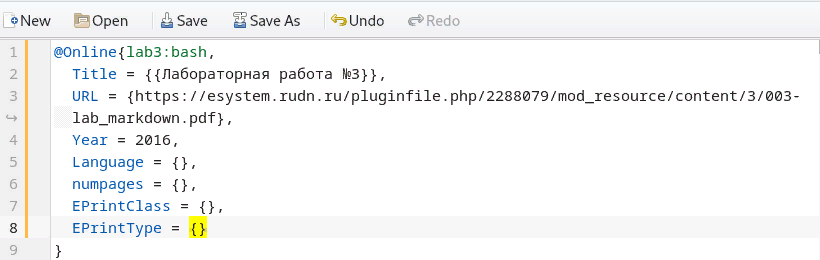 New Open Save Save As Undo Redo
1 @Online{lab3:bash,
2 Title = {{Лабораторная работа №3}},
3 URL = {https://esystem.rudn.ru/pluginfile.php/2288079/mod_resource/content/3/003-
lab_markdown.pdf},
4 Year = 2016,
5 Language = {},
6 numpages = {},
7 EPrintClass = {},
8 EPrintType = {}
9 }